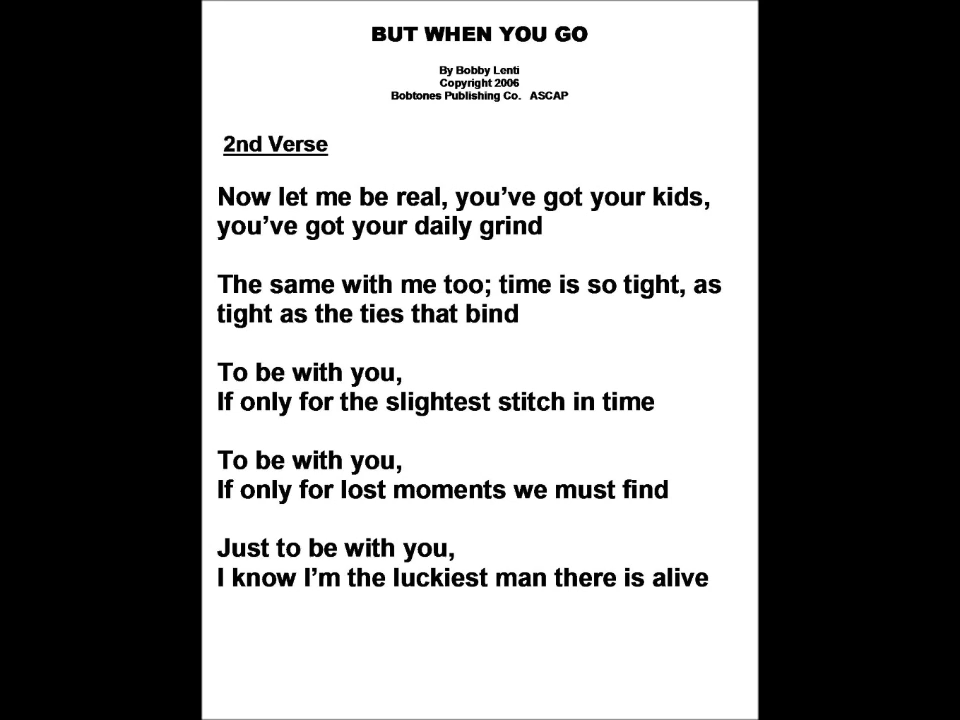 BUT WHEN YOU GO
By Bobby Lenti
Copyright 2006
Bobtones Publishing Co.   ASCAP
2nd Verse
Now let me be real, you’ve got your kids,
you’ve got your daily grind
The same with me too; time is so tight, as
tight as the ties that bind
To be with you,
If only for the slightest stitch in time
To be with you,
If only for lost moments we must find
Just to be with you,
I know I’m the luckiest man there is alive